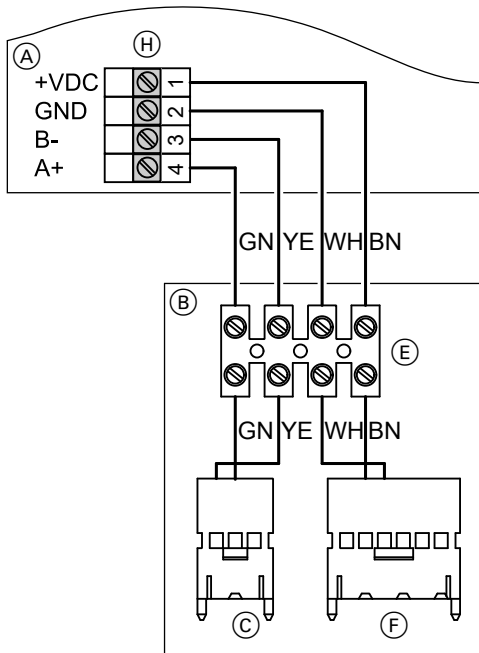 A
H
+VDC 1
GND 2
B- 3
A+ 4
GN YE WH BN
B
E
GN YE WH BN
C
F